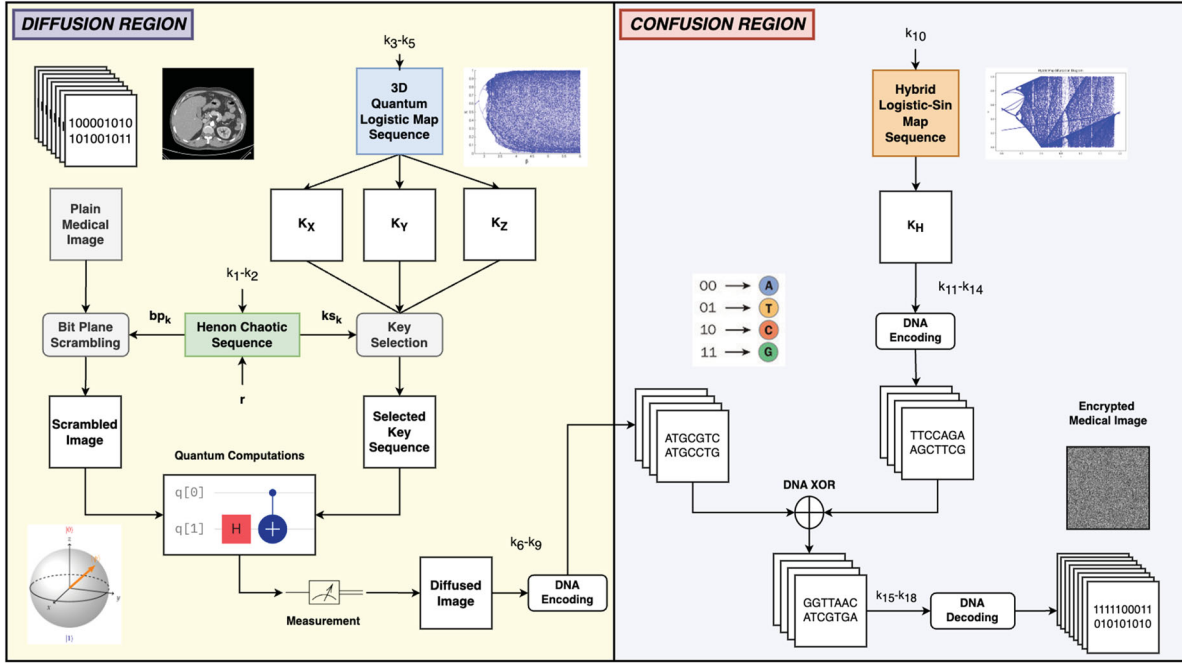 DIFFUSION REGION
k3-k5
3D
Quantum
Logistic Map
Sequence
100001010
101001011
Plain
Medical
Image
KX
KY
KZ
k1-k2
Bit Plane
Scrambling
bpk
Henon Chaotic
Sequence
ksk
Key
Selection
r
Scrambled
Image
Selected
Key
Sequence
Quantum Computations
q[0]
q[1]
H
+
|0⟩
z
x
y
|1⟩
Measurement
Diffused
Image
k6-k9
DNA
Encoding
CONFUSION REGION
k10
Hybrid
Logistic-Sin
Map
Sequence
KH
k11-k14
DNA
Encoding
00 A
01 T
10 C
11 G
ATGCGTC
ATGCCTG
TTCCAGA
AGCTTCG
Encrypted
Medical Image
DNA XOR
GGTTAAC
ATCGTGA
k15-k18
DNA
Decoding
1111100011
010101010